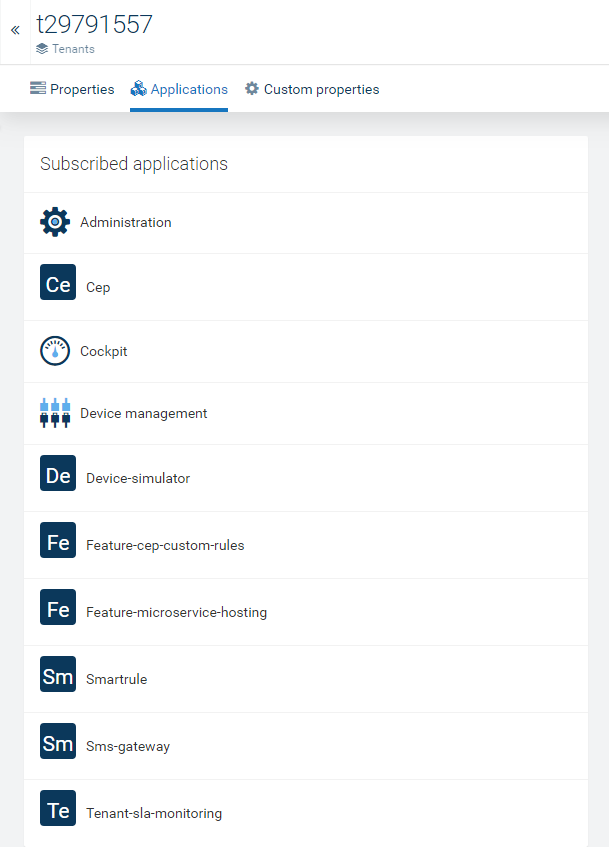 «
t29791557
Tenants
Properties Applications Custom properties
Subscribed applications
Administration
Ce Cep
Cockpit
Device management
De Device-simulator
Fe Feature-cep-custom-rules
Fe Feature-microservice-hosting
Sm Smartrule
Sm Sms-gateway
Te Tenant-sla-monitoring